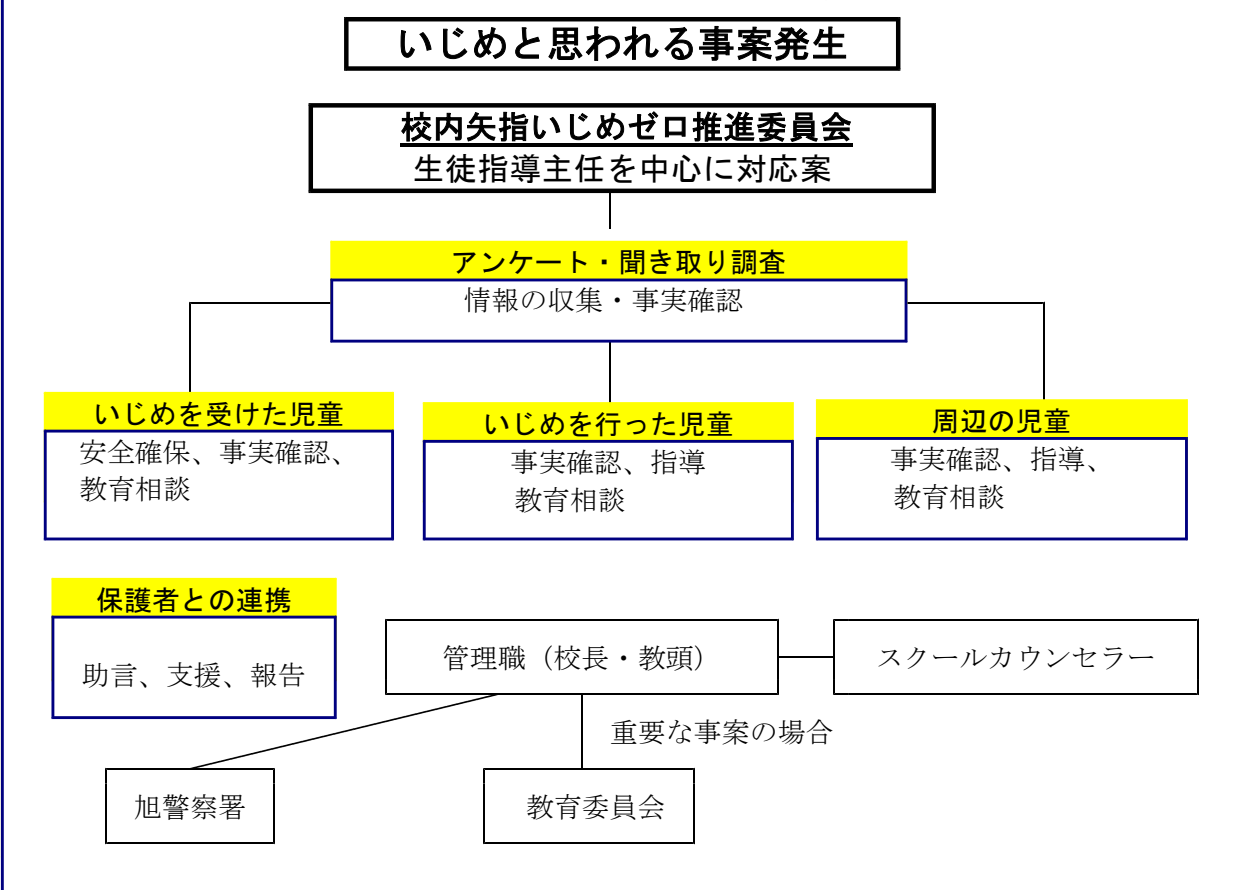 いじめと思われる事案発生
校内矢指いじめゼロ推進委員会
生徒指導主任を中心に対応案
アンケート・聞き取り調査
情報の収集・事実確認
いじめを受けた児童
安全確保、事実確認、
教育相談
いじめを行った児童
事実確認、指導
教育相談
周辺の児童
事実確認、指導、
教育相談
保護者との連携
助言、支援、報告
管理職（校長・教頭）
スクールカウンセラー
重要な事案の場合
旭警察署
教育委員会